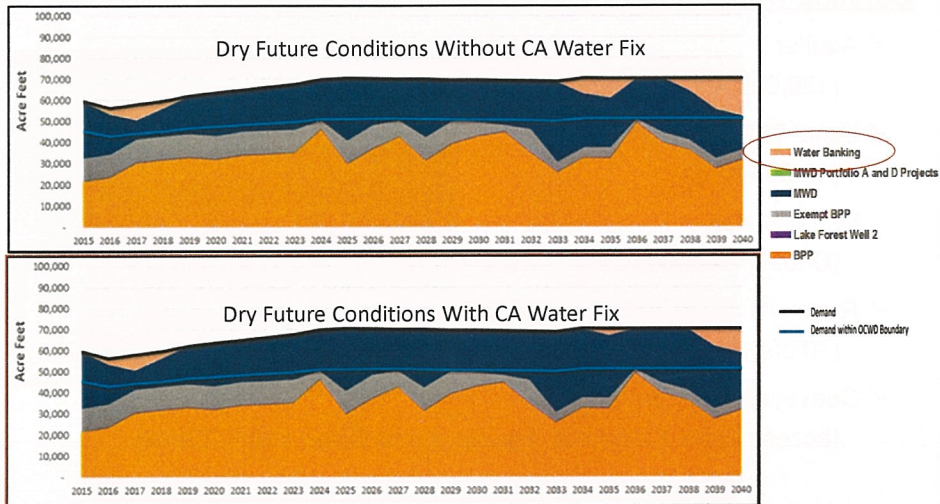 100,000
90,000
80,000
70,000
60,000
50,000
40,000
30,000
20,000
10,000
-
Acre Feet
Dry Future Conditions Without CA Water Fix
2015 2016 2017 2018 2019 2020 2021 2022 2023 2024 2025 2026 2027 2028 2029 2030 2031 2032 2033 2034 2035 2036 2037 2038 2039 2040
Water Banking
MWD Portfolio A and D Projects
MWD
Exempt BPP
Lake Forest Well 2
BPP
Demand
Demand within OCWD Boundary
100,000
90,000
80,000
70,000
60,000
50,000
40,000
30,000
20,000
10,000
-
Acre Feet
Dry Future Conditions With CA Water Fix
2015 2016 2017 2018 2019 2020 2021 2022 2023 2024 2025 2026 2027 2028 2029 2030 2031 2032 2033 2034 2035 2036 2037 2038 2039 2040